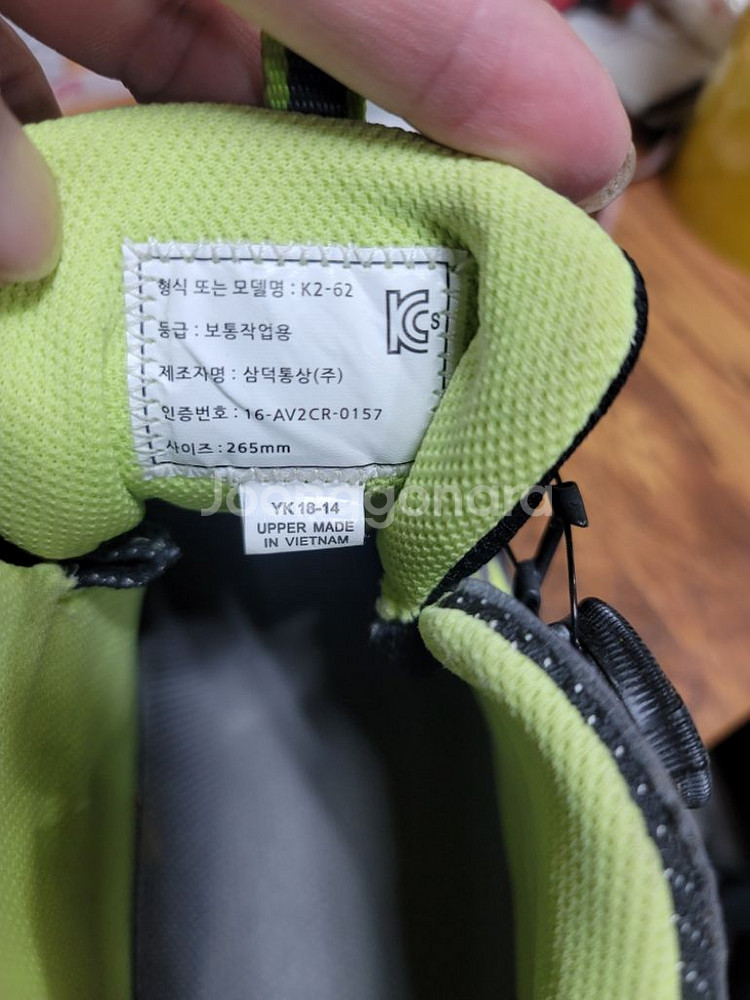 형식 또는 모델명 : K2-62
KCs
등급 : 보통작업용
제조자명 : 삼덕통상(주)
인증번호 : 16-AV2CR-0157
사이즈 : 265mm
Joonggonara
YK 18-14
UPPER MADE
IN VIETNAM